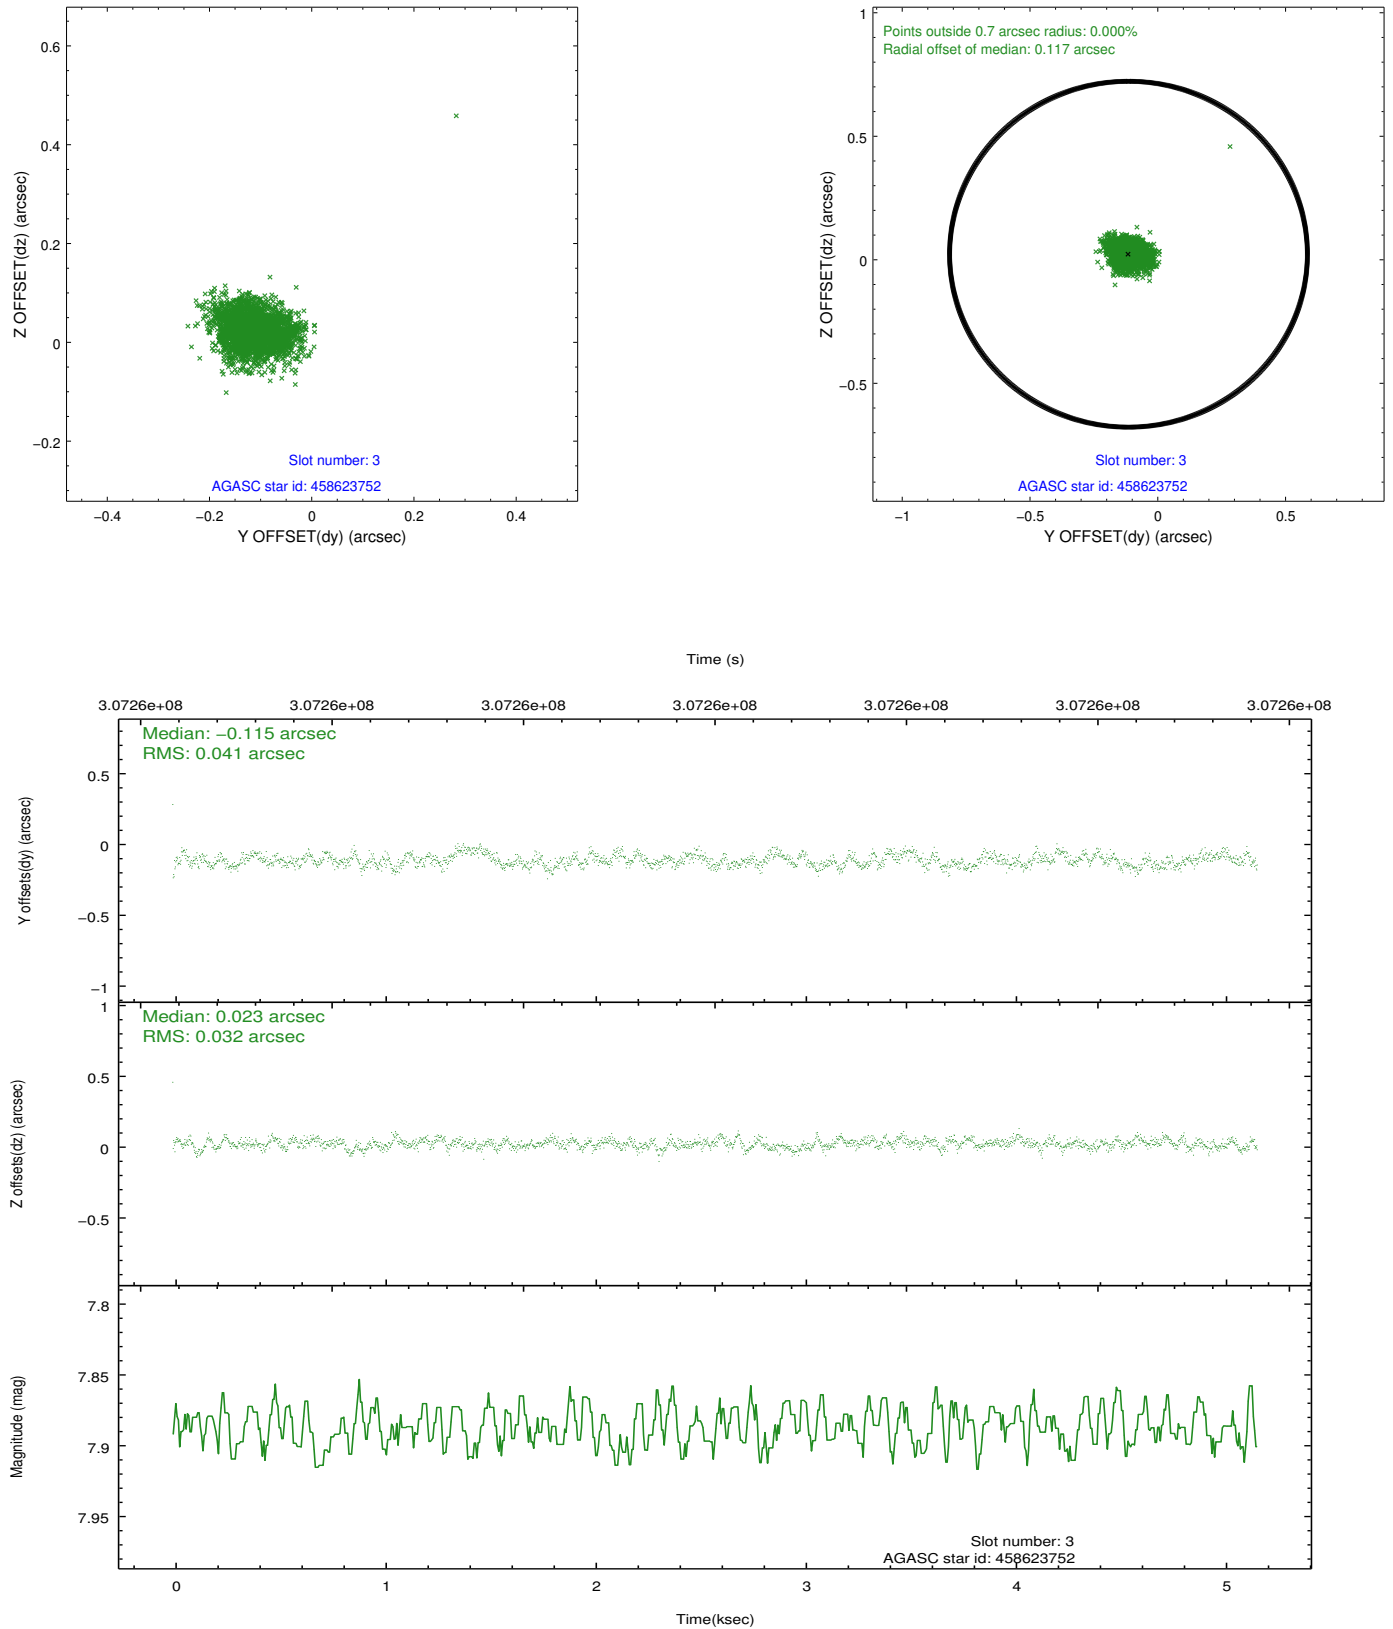 0.6
0.4
0.2
0
−0.2
Z OFFSET(dz) (arcsec)
Slot number: 3
AGASC star id: 458623752
−0.4 −0.2 0 0.2 0.4
Y OFFSET(dy) (arcsec)
Points outside 0.7 arcsec radius: 0.000%
Radial offset of median: 0.117 arcsec
1
0.5
0
−0.5
Z OFFSET(dz) (arcsec)
Slot number: 3
AGASC star id: 458623752
−1 −0.5 0 0.5
Y OFFSET(dy) (arcsec)
Time (s)
3.0726e+08 3.0726e+08 3.0726e+08 3.0726e+08 3.0726e+08 3.0726e+08 3.0726e+08
Median: −0.115 arcsec
RMS: 0.041 arcsec
0.5
0
−0.5
−1
Y offsets(dy) (arcsec)
Median: 0.023 arcsec
RMS: 0.032 arcsec
1
0.5
0
−0.5
Z offsets(dz) (arcsec)
7.8
7.85
7.9
7.95
Magnitude (mag)
Slot number: 3
AGASC star id: 458623752
0 1 2 3 4 5
Time(ksec)